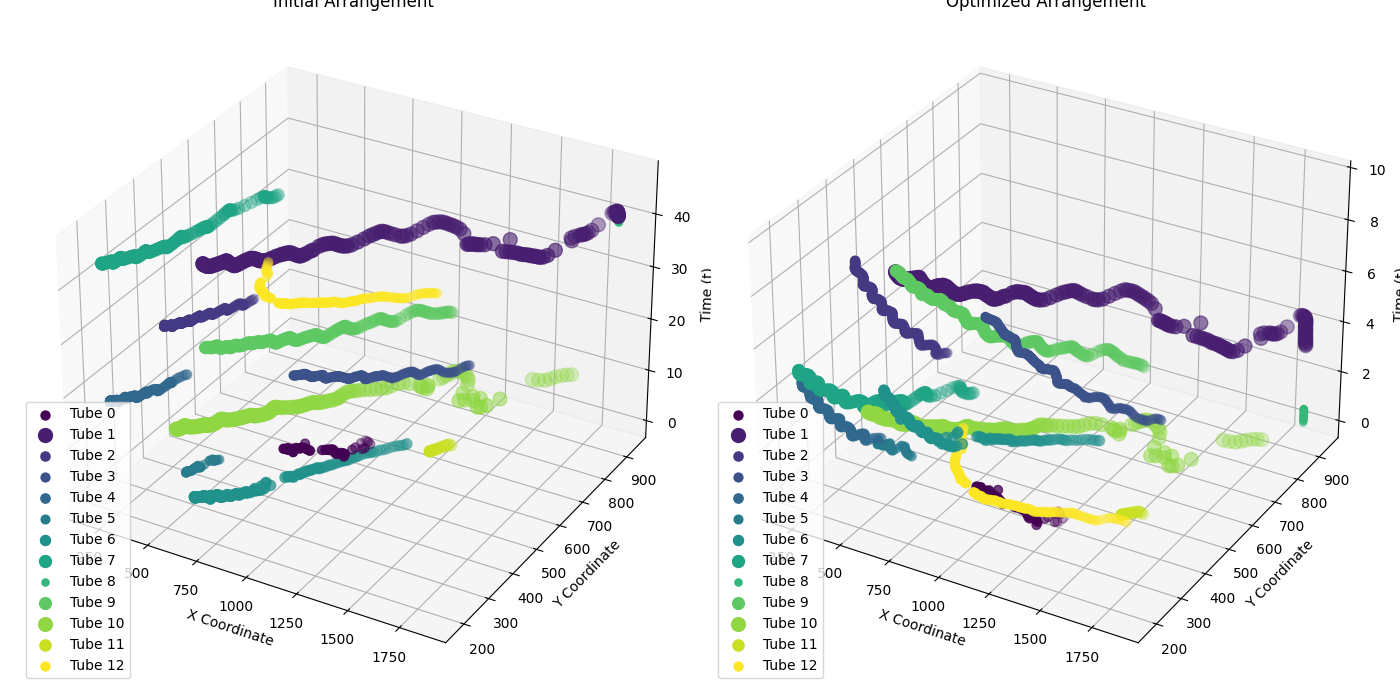 Initial Arrangement
Optimized Arrangement
40
30
20
10
0
Time (t)
10
8
6
4
2
0
Time (t)
Tube 0
Tube 1
Tube 2
Tube 3
Tube 4
Tube 5
Tube 6
Tube 7
Tube 8
Tube 9
Tube 10
Tube 11
Tube 12
250
500
750
1000
1250
1500
1750
X Coordinate
200
300
400
500
600
700
800
900
Y Coordinate
Tube 0
Tube 1
Tube 2
Tube 3
Tube 4
Tube 5
Tube 6
Tube 7
Tube 8
Tube 9
Tube 10
Tube 11
Tube 12
250
500
750
1000
1250
1500
1750
X Coordinate
200
300
400
500
600
700
800
900
Y Coordinate